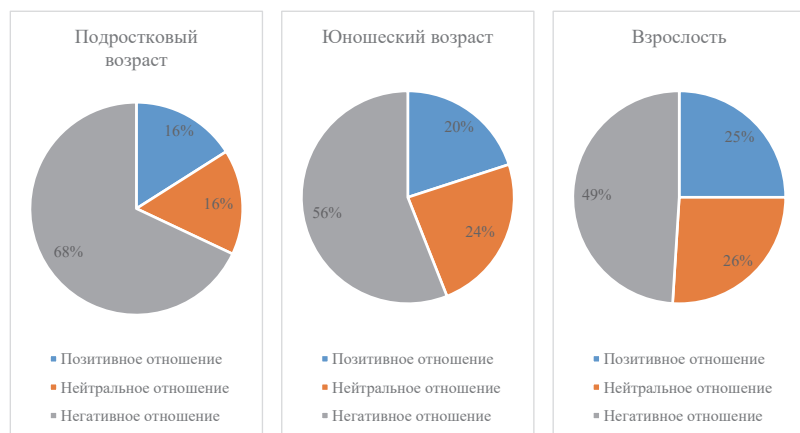 Подростковый
возраст
16%
16%
68%
Позитивное отношение
Нейтральное отношение
Негативное отношение
Юношеский возраст
20%
24%
56%
Позитивное отношение
Нейтральное отношение
Негативное отношение
Взрослость
25%
26%
49%
Позитивное отношение
Нейтральное отношение
Негативное отношение